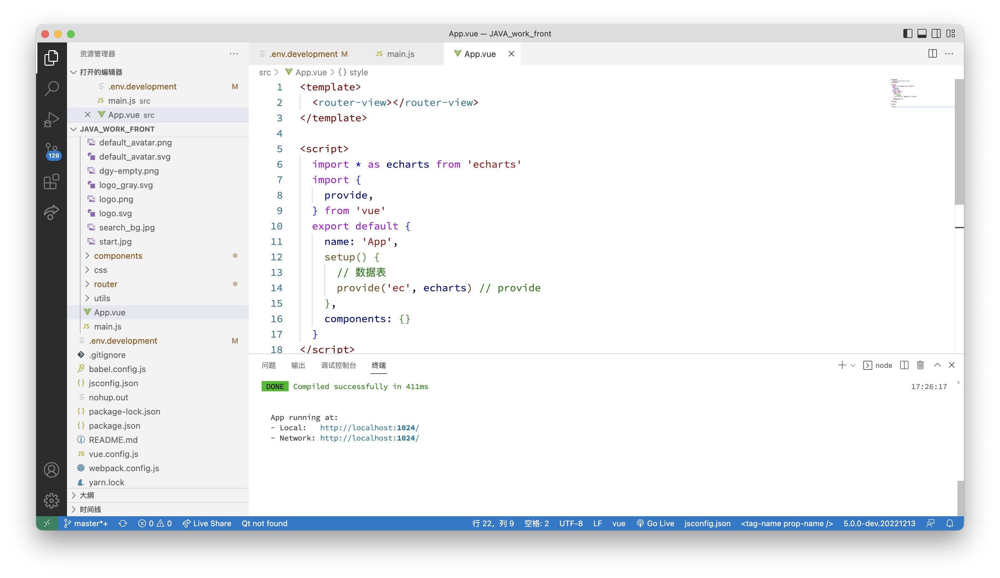 App.vue — JAVA_work_front
资源管理器
打开的编辑器
.env.development M
JS main.js src
App.vue src
JAVA_WORK_FRONT
default_avatar.png
default_avatar.svg
dgy-empty.png
logo_gray.svg
logo.png
logo.svg
search_bg.jpg
start.jpg
components
css
router
utils
App.vue
JS main.js
.env.development M
.gitignore
babel.config.js
{} jsconfig.json
nohup.out
{} package-lock.json
{} package.json
README.md
JS vue.config.js
webpack.config.js
yarn.lock
大纲
时间线
129
.env.development M
JS main.js
App.vue
src > App.vue > {} style
1 <template>
2 <router-view></router-view>
3 </template>
4
5 <script>
6 import * as echarts from 'echarts'
7 import {
8 provide,
9 } from 'vue'
10 export default {
11 name: 'App',
12 setup() {
13 // 数据表
14 provide('ec', echarts) // provide
15 },
16 components: {}
17 }
18 </script>
问题 输出 调试控制台 终端
node
DONE Compiled successfully in 411ms 17:26:17
App running at:
- Local: http://localhost:1024/
- Network: http://localhost:1024/
master*+ 0 0 Live Share Qt not found 行 22, 列 9 空格: 2 UTF-8 LF vue Go Live jsconfig.json <tag-name prop-name /> 5.0.0-dev.20221213